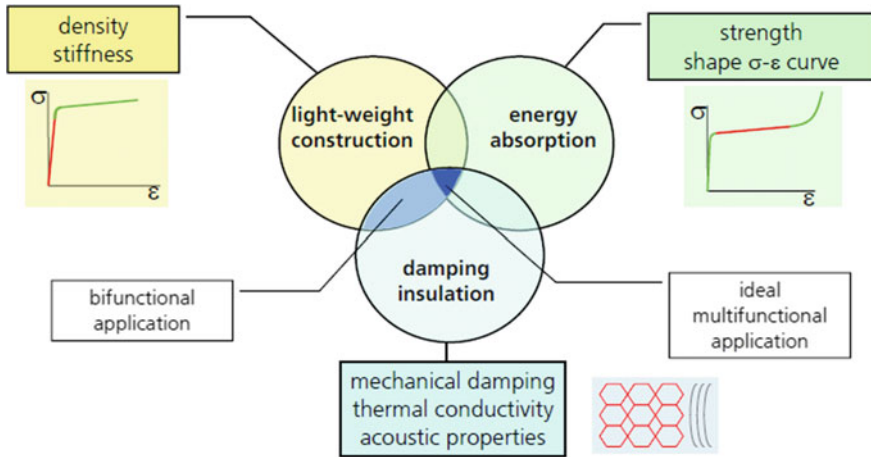 density
stiffness
σ
ε
light-weight
construction
energy
absorption
strength
shape σ-ε curve
σ
ε
damping
insulation
bifunctional
application
ideal
multifunctional
application
mechanical damping
thermal conductivity
acoustic properties